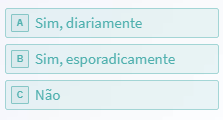 A Sim, diariamente
B Sim, esporadicamente
C Não